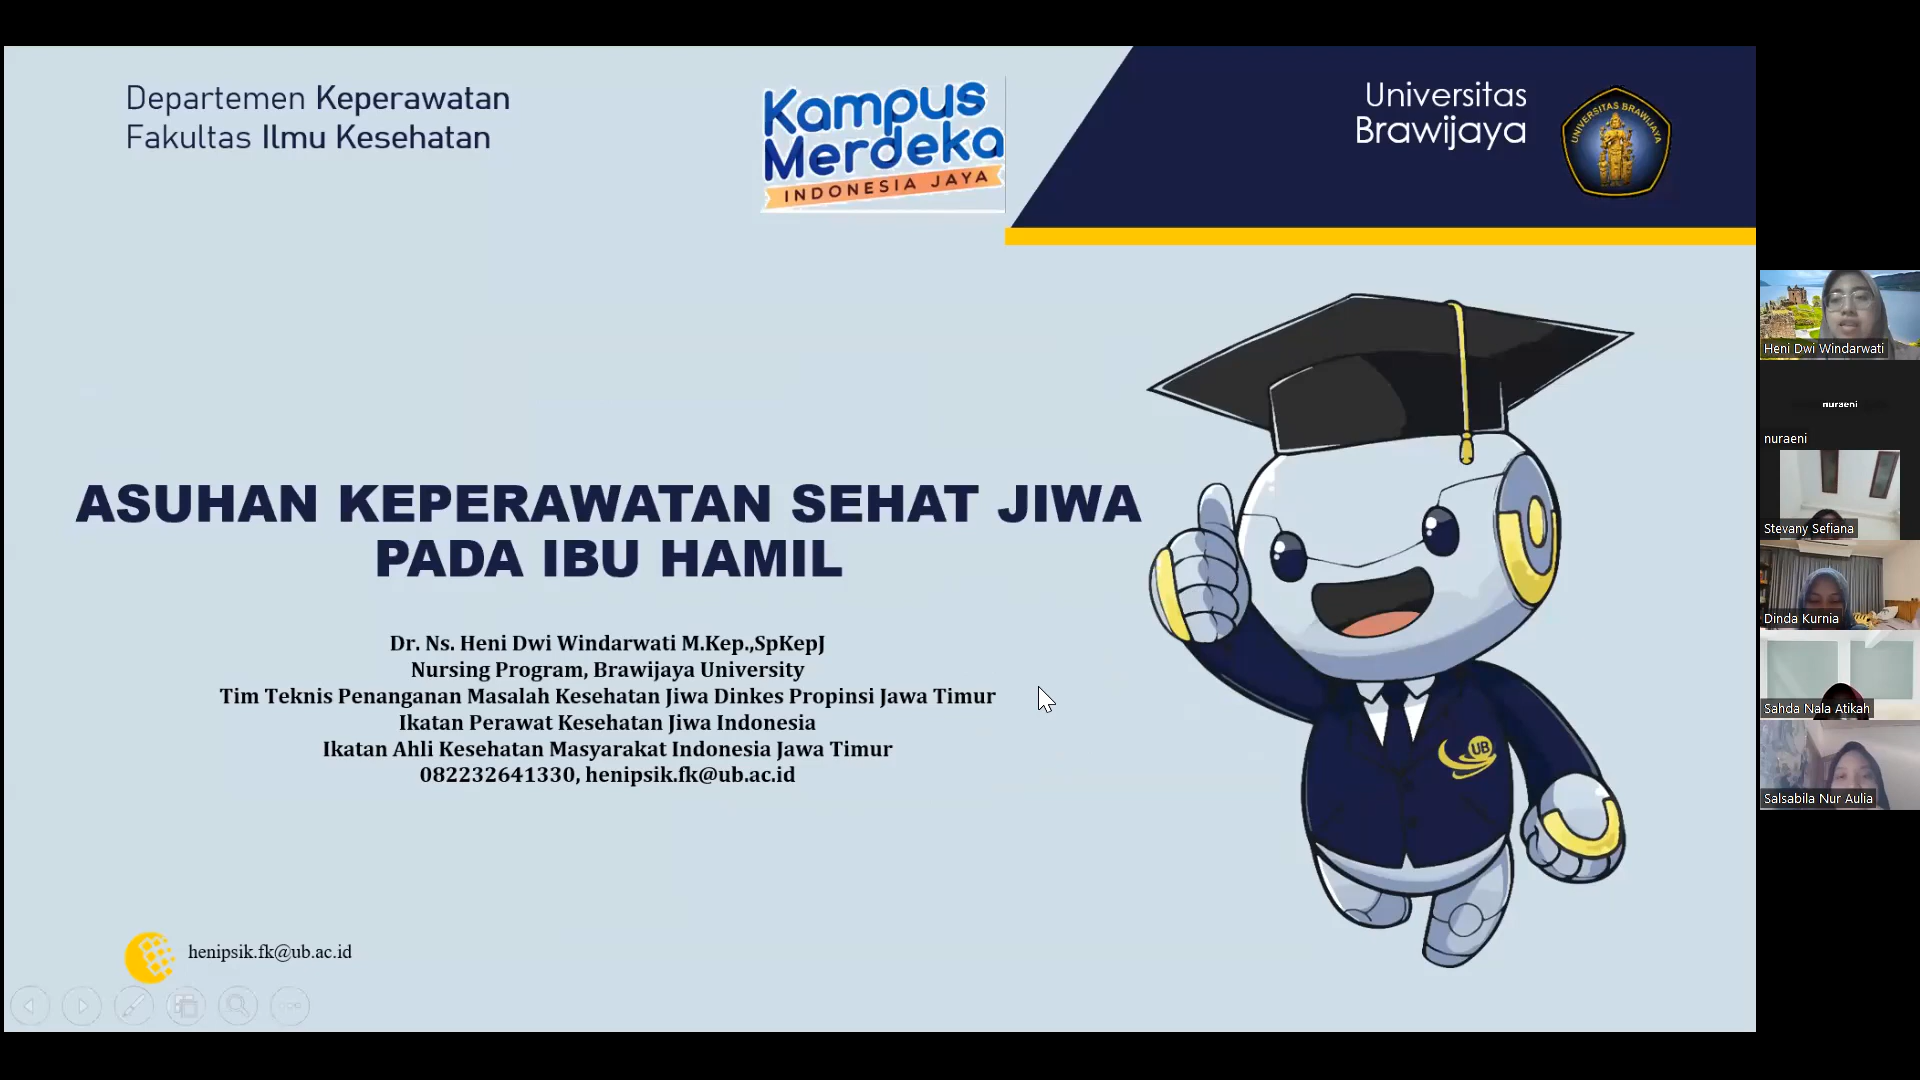 Departemen Keperawatan
Fakultas Ilmu Kesehatan
Kampus
Merdeka
INDONESIA JAYA
Universitas
Brawijaya
UNIVERSITAS BRAWIJAYA
ASUHAN KEPERAWATAN SEHAT JIWA
PADA IBU HAMIL
Dr. Ns. Heni Dwi Windarwati M.Kep.,SpKepJ
Nursing Program, Brawijaya University
Tim Teknis Penanganan Masalah Kesehatan Jiwa Dinkes Propinsi Jawa Timur
Ikatan Perawat Kesehatan Jiwa Indonesia
Ikatan Ahli Kesehatan Masyarakat Indonesia Jawa Timur
082232641330, henipsik.fk@ub.ac.id
UB
henipsik.fk@ub.ac.id
Heni Dwi Windarwati
nuraeni
nuraeni
Stevany Sefiana
Dinda Kurnia
Sahda Nala Atikah
Salsabila Nur Aulia